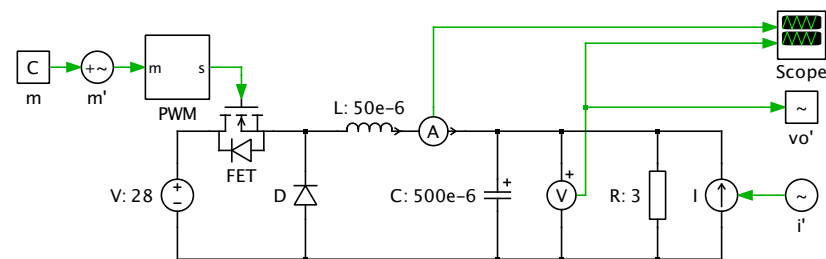 Scope
C
m
+~
m'
m
s
PWM
L: 50e-6
A
~
vo'
FET
V: 28
+
−
D
C: 500e-6
+
V
+
R: 3
I
~
i'